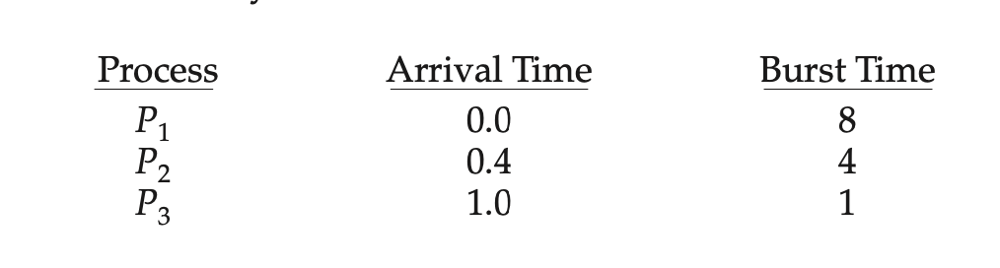 Process Arrival Time Burst Time
P1 0.0 8
P2 0.4 4
P3 1.0 1